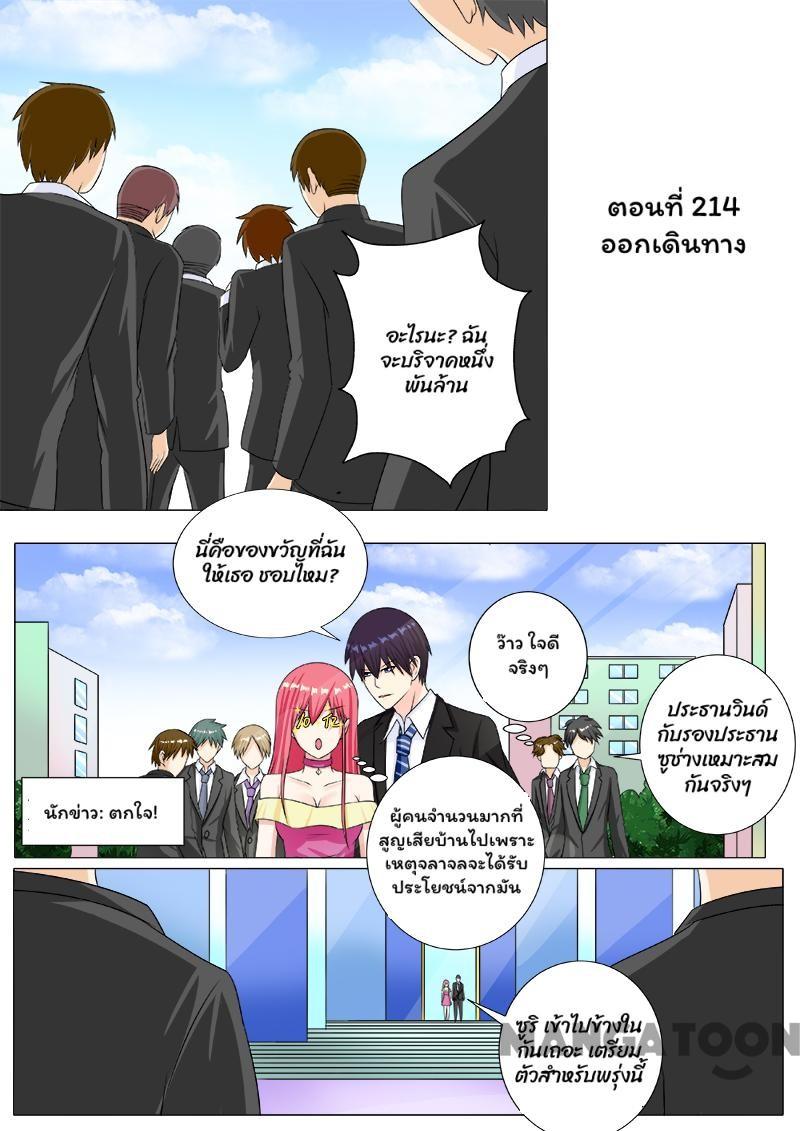 ตอนที่ 214
ออกเดินทาง
อะไรนะ? ฉัน
จะบริจาคหนึ่ง
พันล้าน
นี่คือของขวัญที่ฉัน
ให้เธอ ชอบไหม?
ว๊าว ใจดี
จริงๆ
ประธานวินด์
กับรองประธาน
ซูช่างเหมาะสม
กันจริงๆ
นักข่าว: ตกใจ!
ผู้คนจำนวนมากที่
สูญเสียบ้านไปเพราะ
เหตุจลาจลจะได้รับ
ประโยชน์จากมัน
ซูริ เข้าไปข้างใน
กันเถอะ เตรียม
ตัวสำหรับพรุ่งนี้
MANGATOON